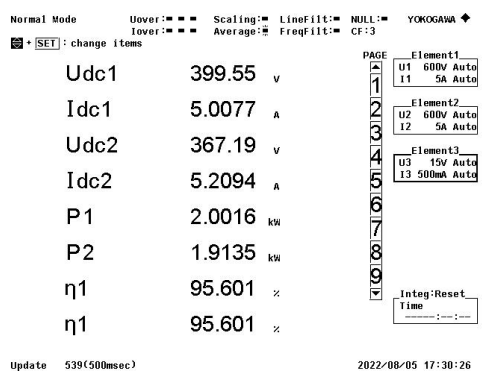 Normal Mode Uover:■ ■ ■ Scaling:■ LineFilt:■ NULL:■ YOKOGAWA ◆
Iover:■ ■ ■ Average: FreqFilt:■ CF:3
+ SET : change items
PAGE
Element1
U1 600V Auto
I1 5A Auto
Element2
U2 600V Auto
I2 5A Auto
Element3
U3 15V Auto
I3 500mA Auto
Udc1 399.55 V
Idc1 5.0077 A
Udc2 367.19 V
Idc2 5.2094 A
P1 2.0016 kW
P2 1.9135 kW
η1 95.601 %
η1 95.601 %
▲
1
2
3
4
5
6
7
8
9
▼
Integ:Reset
Time
-----:--:--
Update 539(500msec) 2022/08/05 17:30:26